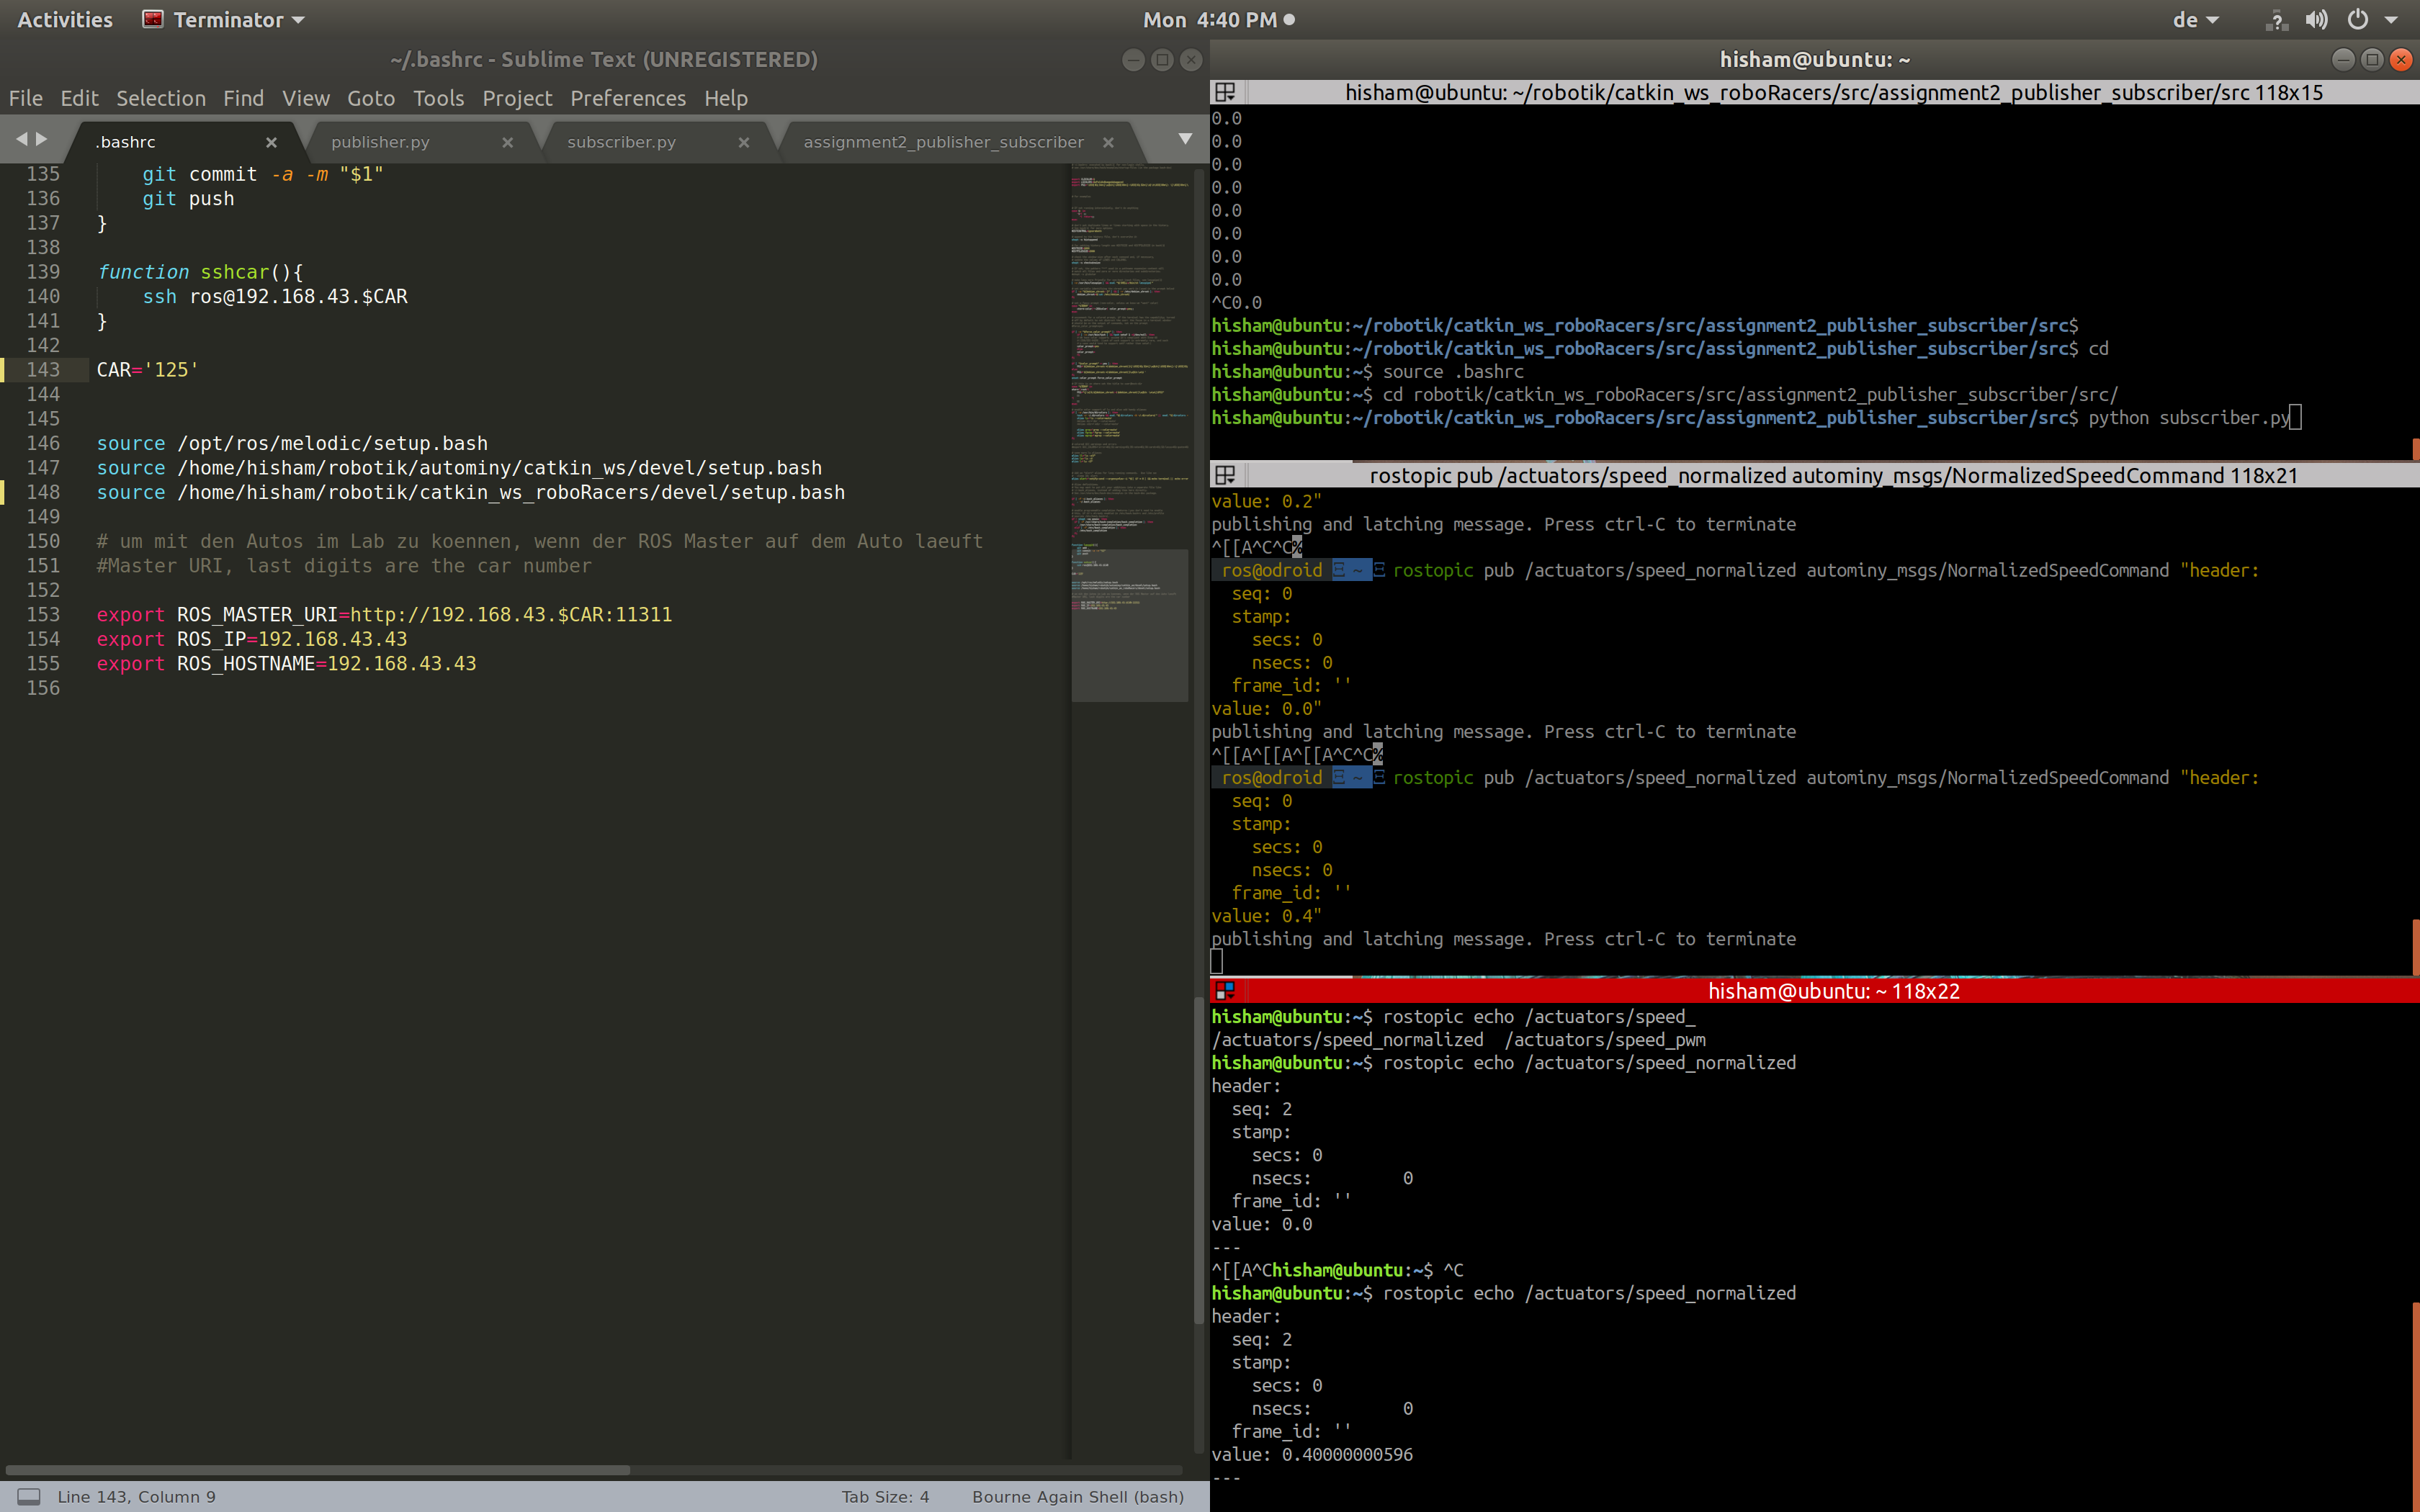 Activities Terminator Mon 4:40 PM de
~/.bashrc - Sublime Text (UNREGISTERED)
File Edit Selection Find View Goto Tools Project Preferences Help
.bashrc publisher.py subscriber.py assignment2_publisher_subscriber
135 git commit -a -m "$1"
136 git push
137 }
138
139 function sshcar(){
140 ssh ros@192.168.43.$CAR
141 }
142
143 CAR='125'
144
145
146 source /opt/ros/melodic/setup.bash
147 source /home/hisham/robotik/autominy/catkin_ws/devel/setup.bash
148 source /home/hisham/robotik/catkin_ws_roboRacers/devel/setup.bash
149
150 # um mit den Autos im Lab zu koennen, wenn der ROS Master auf dem Auto laeuft
151 #Master URI, last digits are the car number
152
153 export ROS_MASTER_URI=http://192.168.43.$CAR:11311
154 export ROS_IP=192.168.43.43
155 export ROS_HOSTNAME=192.168.43.43
156
Line 143, Column 9 Tab Size: 4 Bourne Again Shell (bash)
hisham@ubuntu: ~
hisham@ubuntu: ~/robotik/catkin_ws_roboRacers/src/assignment2_publisher_subscriber/src 118x15
0.0
0.0
0.0
0.0
0.0
0.0
0.0
0.0
^C0.0
hisham@ubuntu:~/robotik/catkin_ws_roboRacers/src/assignment2_publisher_subscriber/src$
hisham@ubuntu:~/robotik/catkin_ws_roboRacers/src/assignment2_publisher_subscriber/src$ cd
hisham@ubuntu:~$ source .bashrc
hisham@ubuntu:~$ cd robotik/catkin_ws_roboRacers/src/assignment2_publisher_subscriber/src/
hisham@ubuntu:~/robotik/catkin_ws_roboRacers/src/assignment2_publisher_subscriber/src$ python subscriber.py
rostopic pub /actuators/speed_normalized autominy_msgs/NormalizedSpeedCommand 118x21
value: 0.2"
publishing and latching message. Press ctrl-C to terminate
^[[A^C^C%
ros@odroid ~ rostopic pub /actuators/speed_normalized autominy_msgs/NormalizedSpeedCommand "header:
seq: 0
stamp:
secs: 0
nsecs: 0
frame_id: ''
value: 0.0"
publishing and latching message. Press ctrl-C to terminate
^[[A^[[A^[[A^C^C%
ros@odroid ~ rostopic pub /actuators/speed_normalized autominy_msgs/NormalizedSpeedCommand "header:
seq: 0
stamp:
secs: 0
nsecs: 0
frame_id: ''
value: 0.4"
publishing and latching message. Press ctrl-C to terminate
hisham@ubuntu: ~ 118x22
hisham@ubuntu:~$ rostopic echo /actuators/speed_
/actuators/speed_normalized /actuators/speed_pwm
hisham@ubuntu:~$ rostopic echo /actuators/speed_normalized
header:
seq: 2
stamp:
secs: 0
nsecs: 0
frame_id: ''
value: 0.0
---
^[[A^Chisham@ubuntu:~$ ^C
hisham@ubuntu:~$ rostopic echo /actuators/speed_normalized
header:
seq: 2
stamp:
secs: 0
nsecs: 0
frame_id: ''
value: 0.40000000596
---